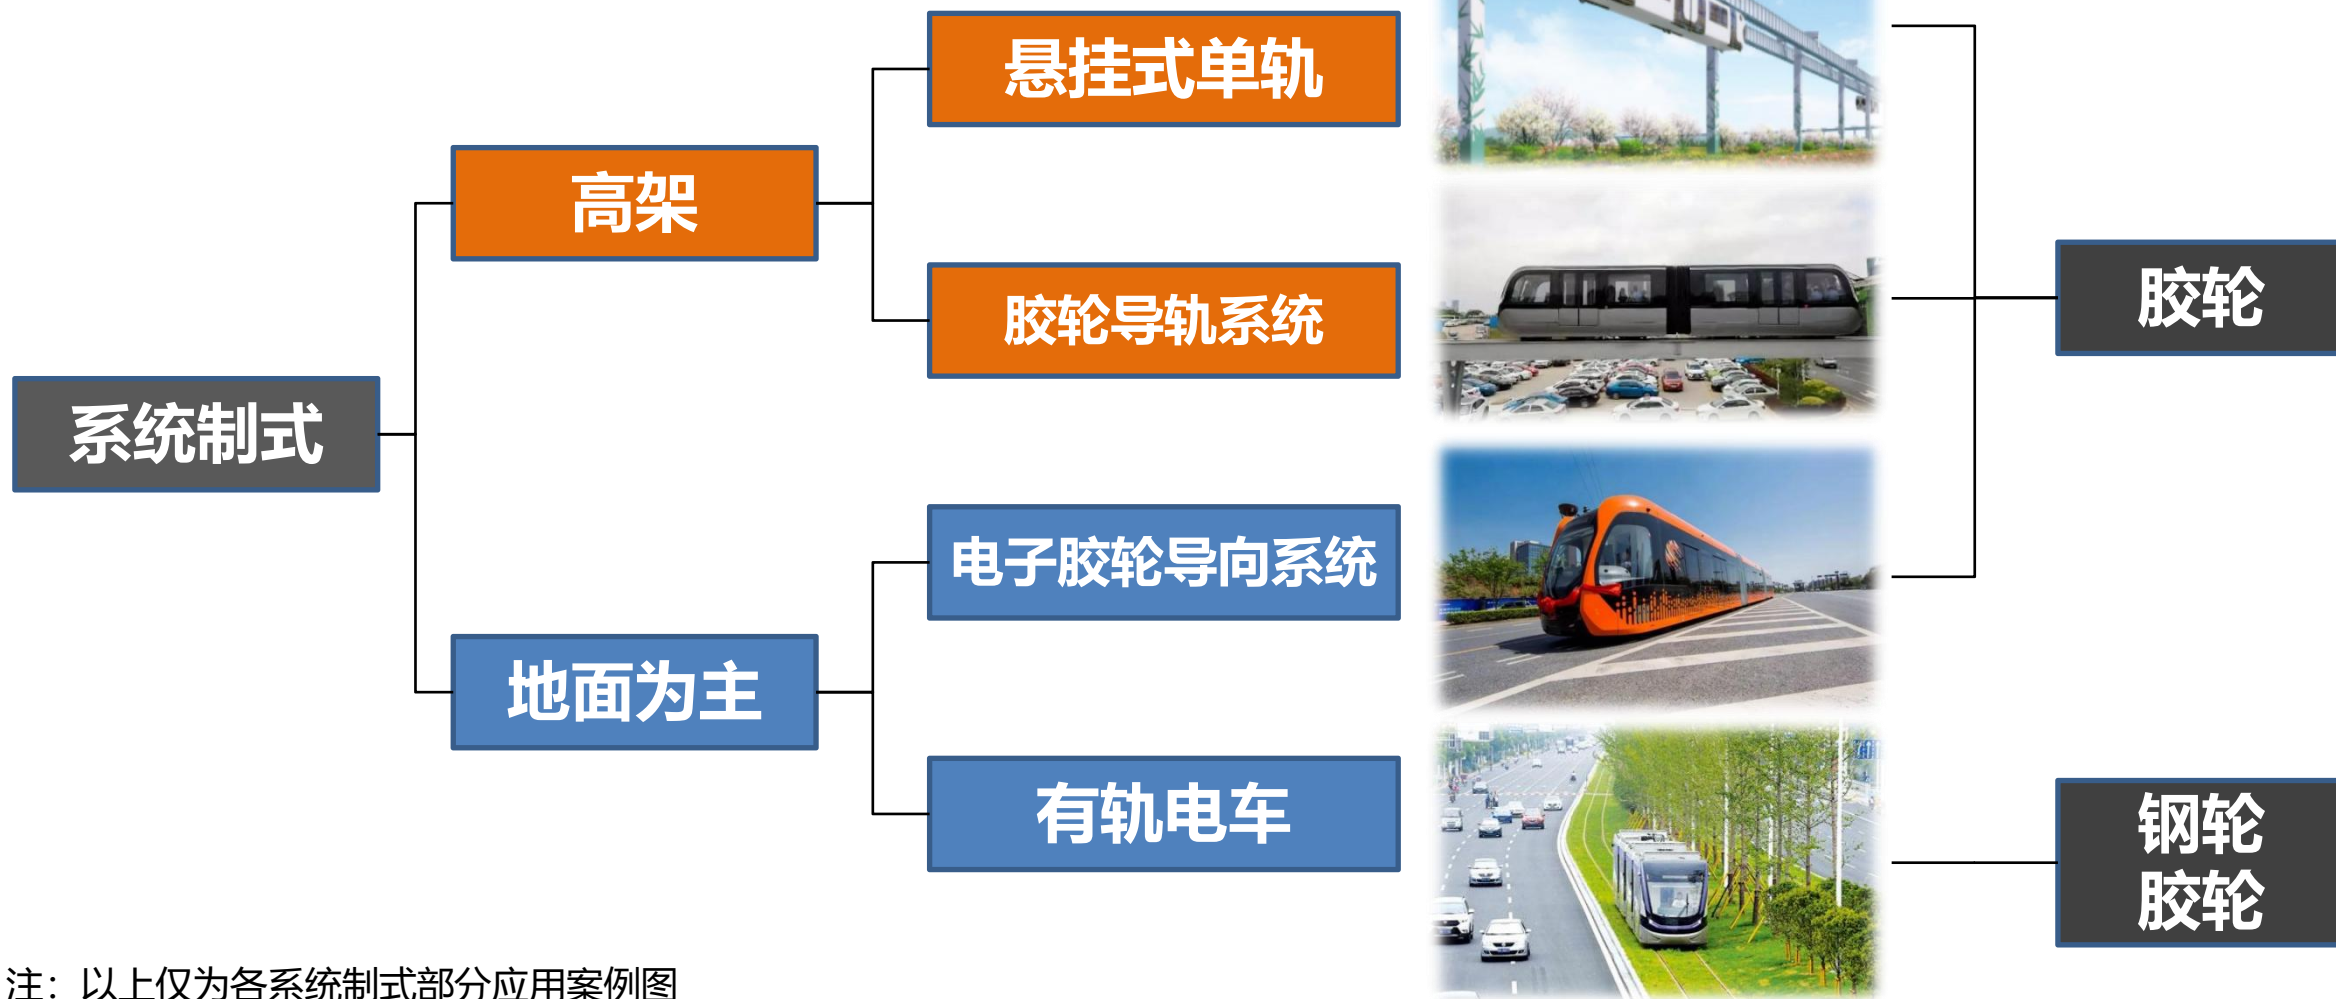 悬挂式单轨
高架
胶轮导轨系统
胶轮
系统制式
电子胶轮导向系统
地面为主
有轨电车
钢轮
胶轮
注：以上仅为各系统制式部分应用案例图